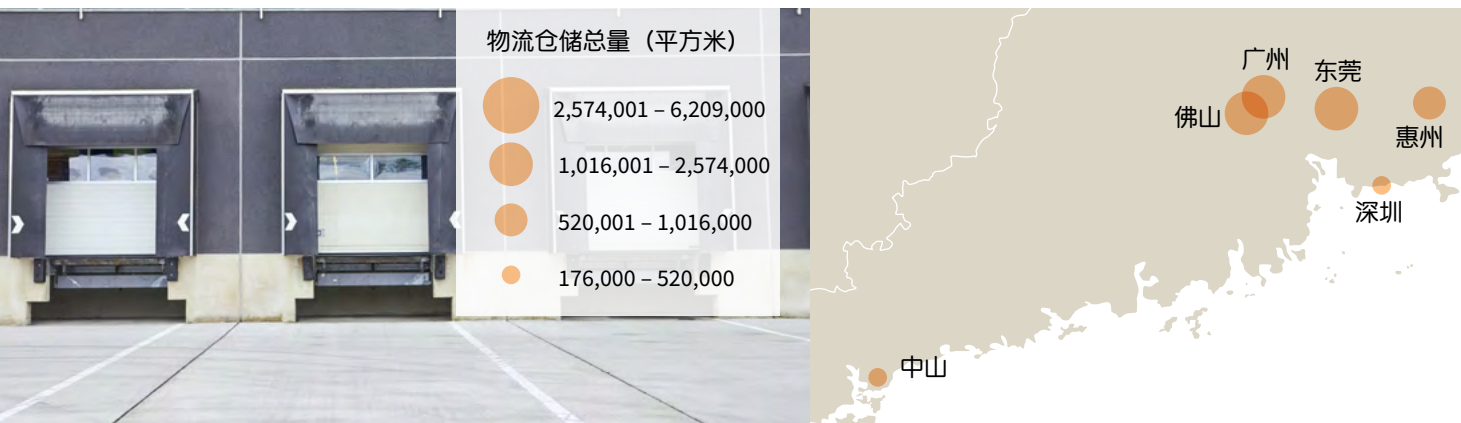 物流仓储总量（平方米）
2,574,001 – 6,209,000
1,016,001 – 2,574,000
520,001 – 1,016,000
176,000 – 520,000
广州
东莞
佛山
惠州
深圳
中山